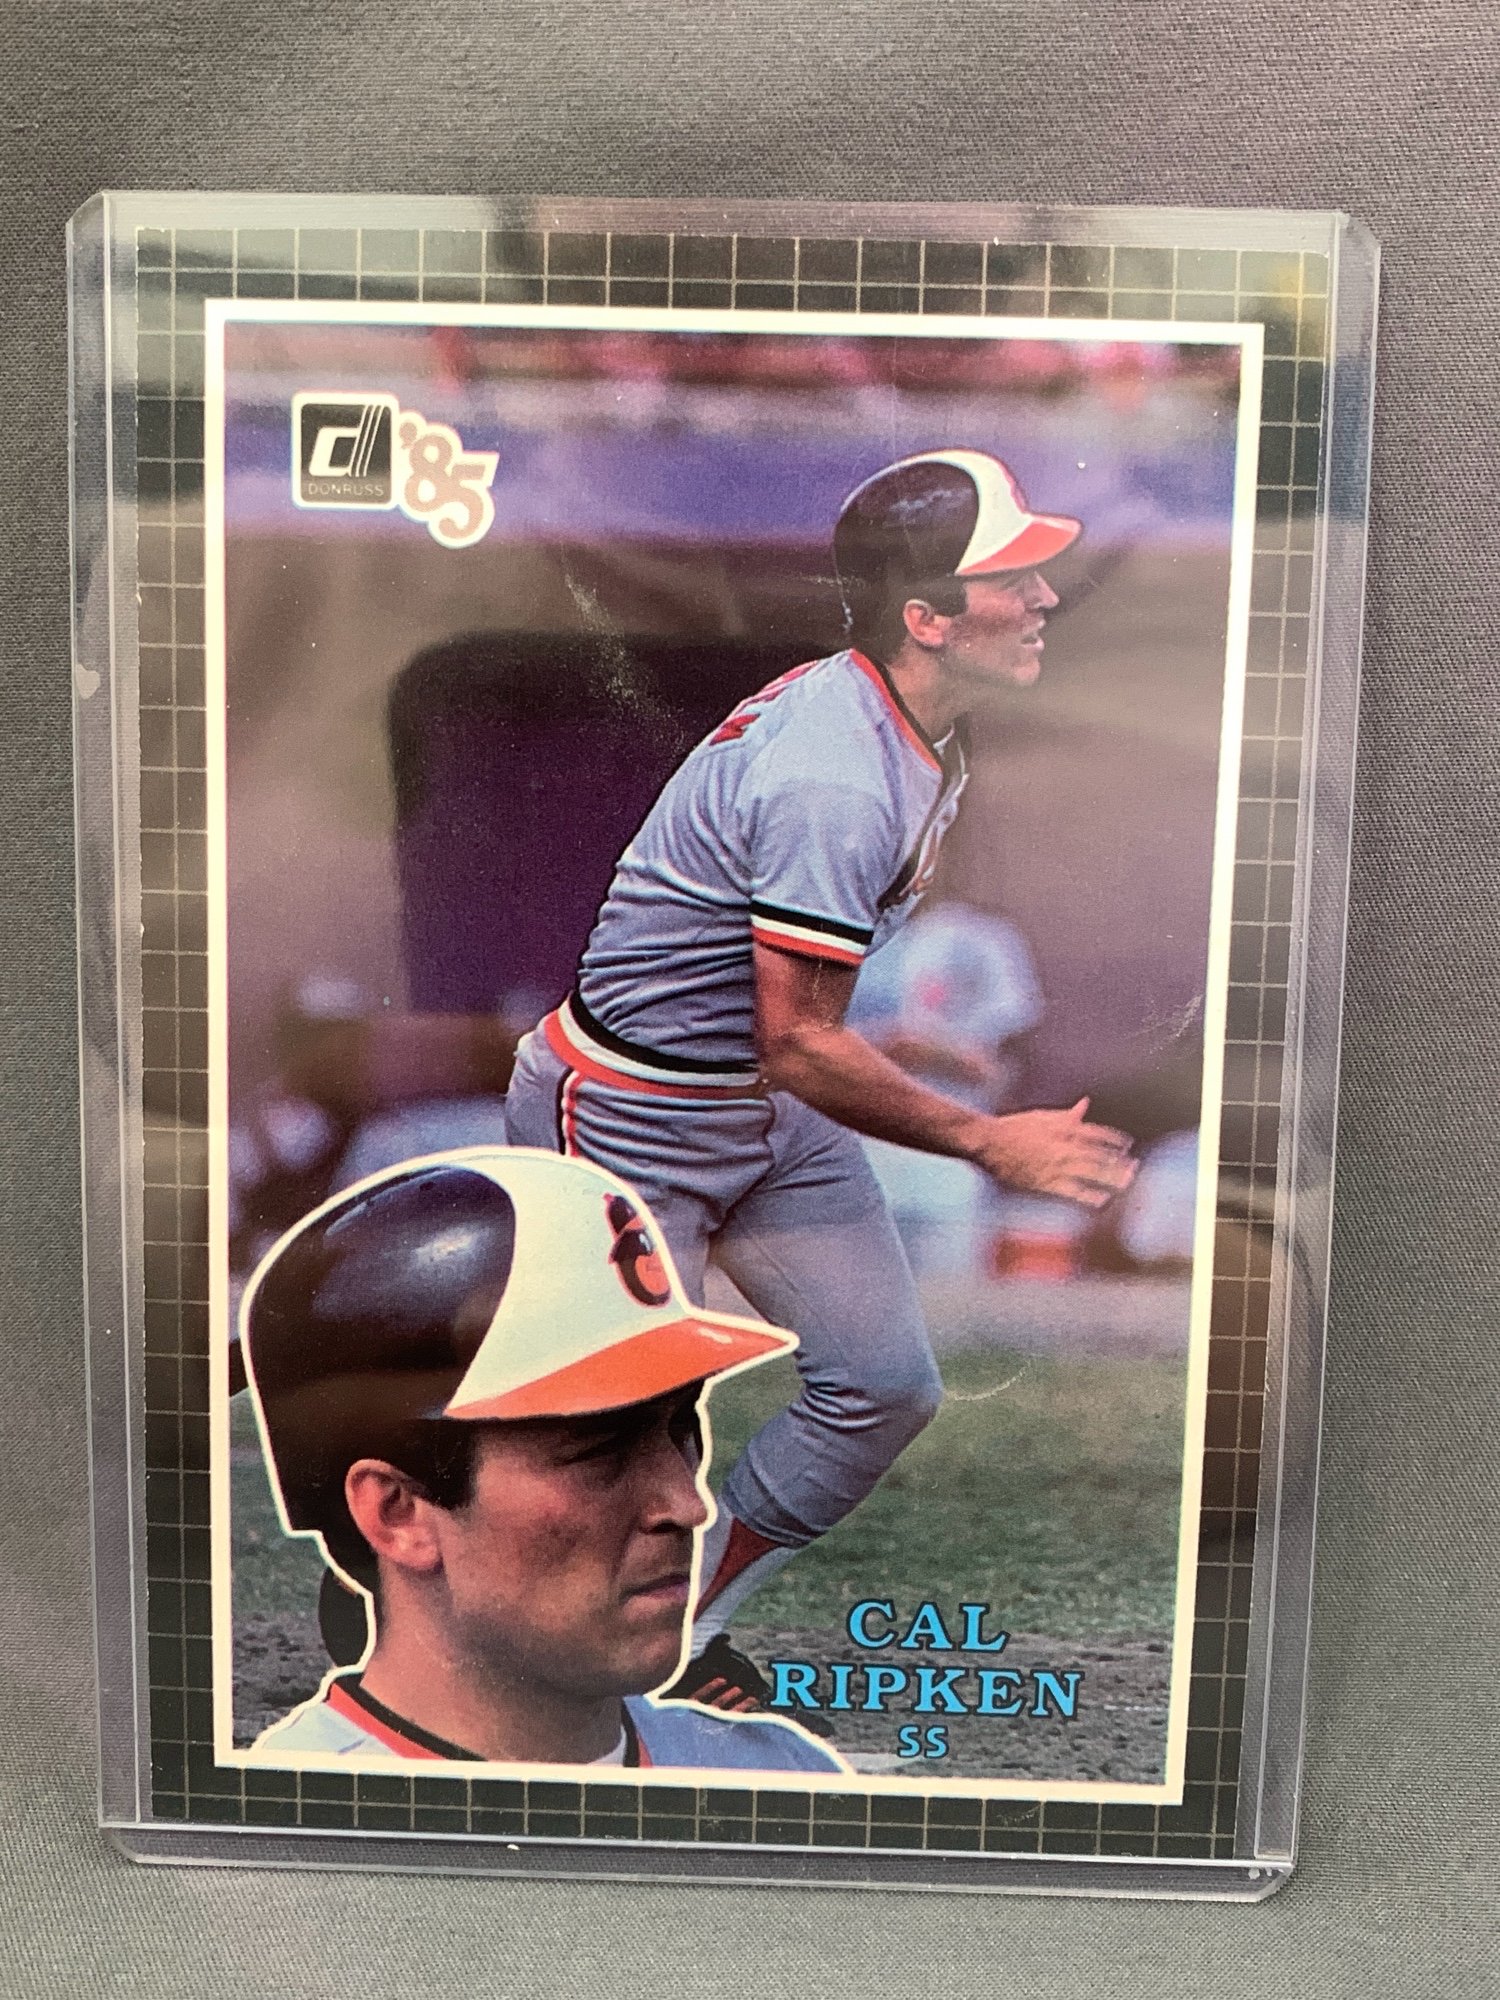 DONRUSS '85
CAL
RIPKEN
SS